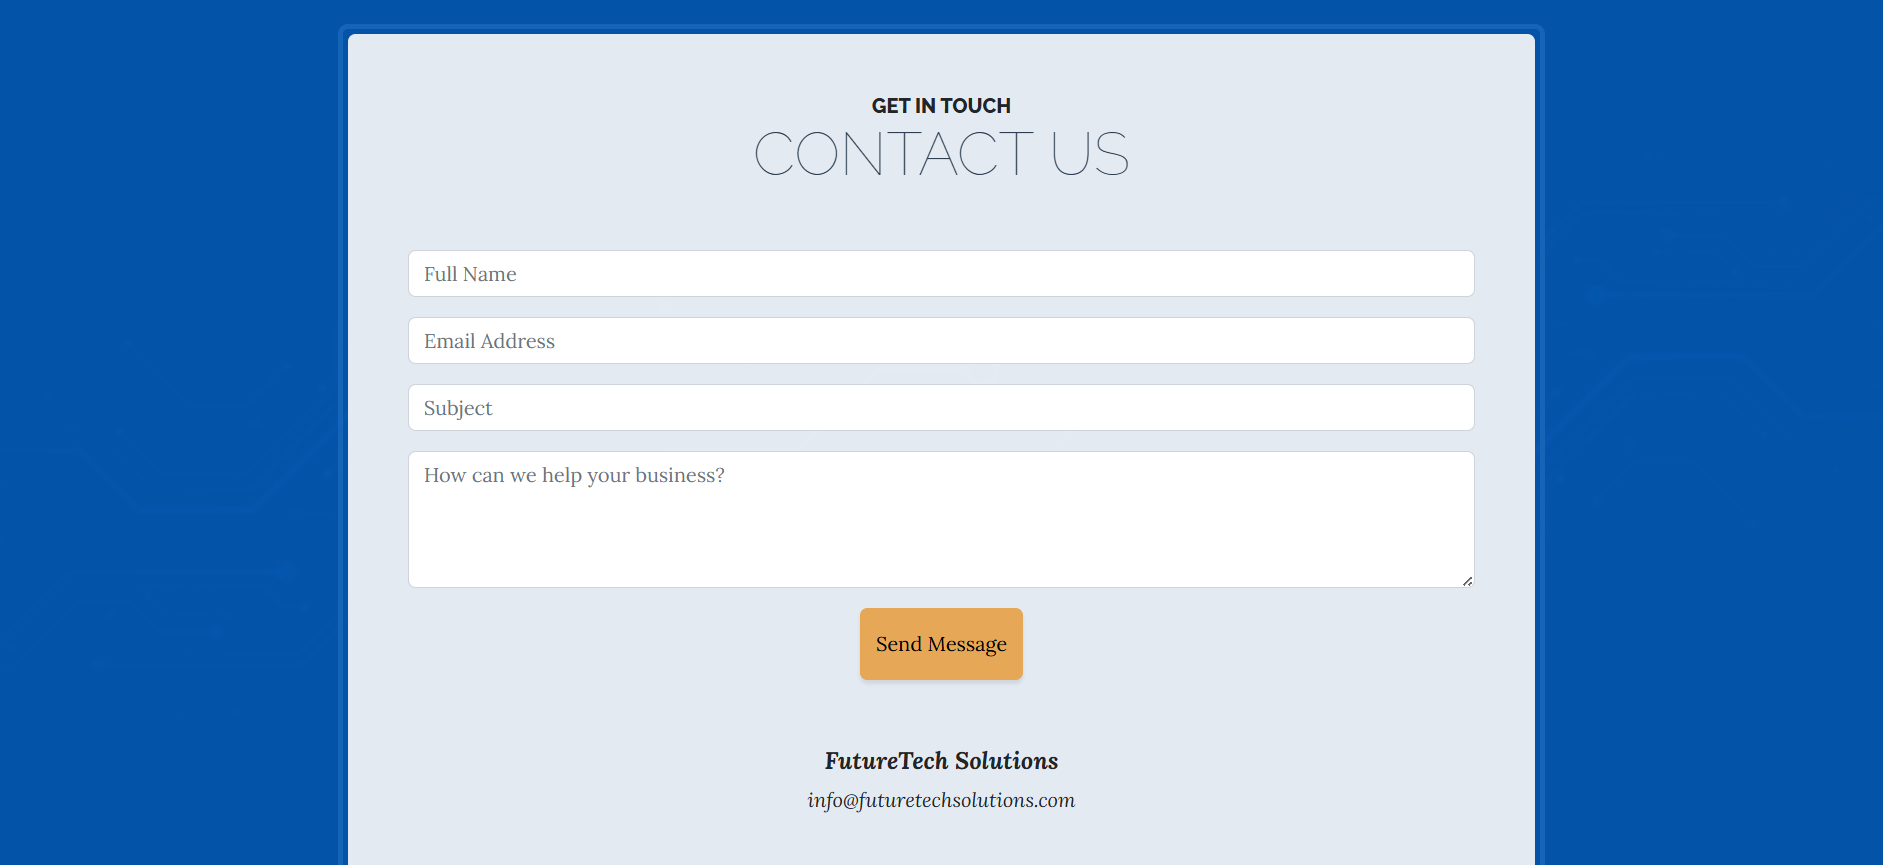 GET IN TOUCH
CONTACT US
Full Name
Email Address
Subject
How can we help your business?
Send Message
FutureTech Solutions
info@futuretechsolutions.com